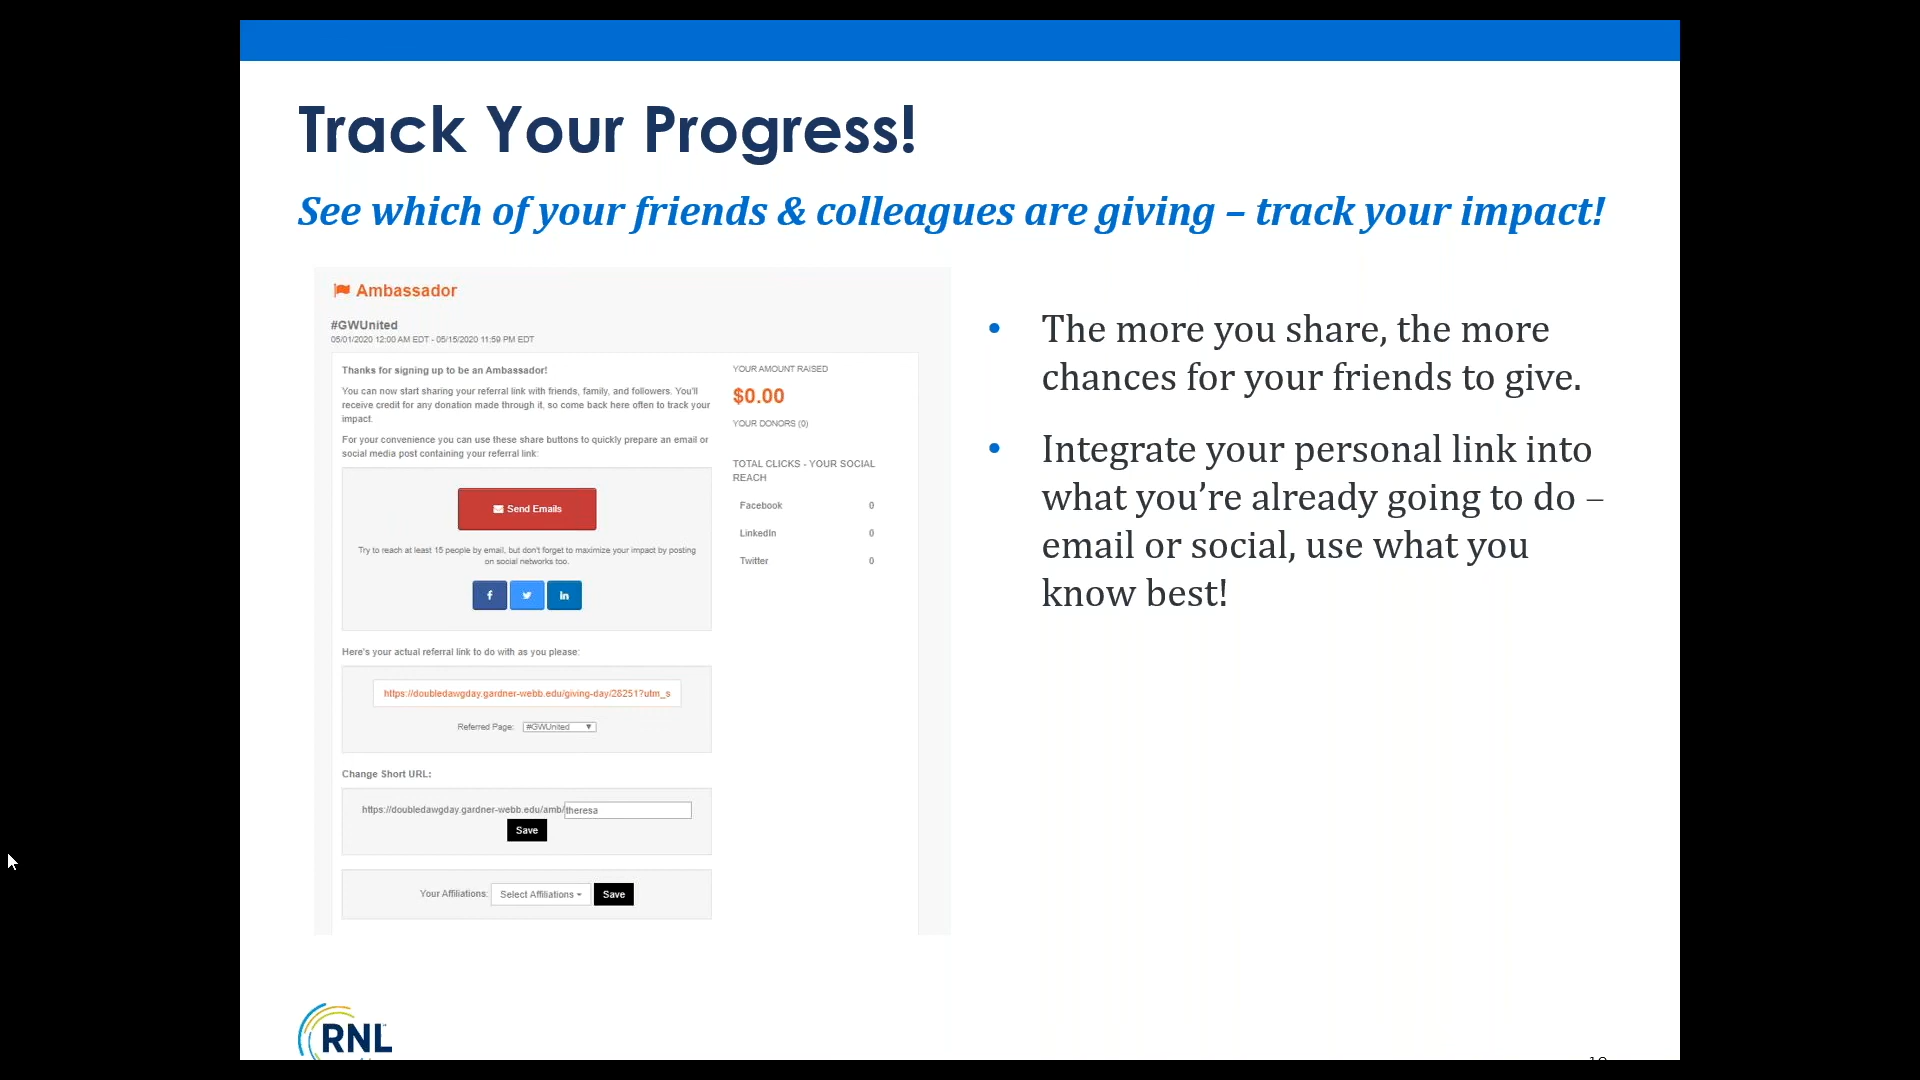 Track Your Progress!
See which of your friends & colleagues are giving – track your impact!
Ambassador
#GWUnited
05/01/2020 12:00 AM EDT - 05/15/2020 11:59 PM EDT
Thanks for signing up to be an Ambassador!
You can now start sharing your referral link with friends, family, and followers. You'll
receive credit for any donation made through it, so come back here often to track your
impact.
For your convenience you can use these share buttons to quickly prepare an email or
social media post containing your referral link:
Send Emails
Try to reach at least 15 people by email, but don't forget to maximize your impact by posting
on social networks too.
Here's your actual referral link to do with as you please:
https://doubledawgday.gardner-webb.edu/giving-day/28251?utm_s
Referred Page: #GWUnited
Change Short URL:
https://doubledawgday.gardner-webb.edu/amb/theresa
Save
Your Affiliations: Select Affiliations Save
YOUR AMOUNT RAISED
$0.00
YOUR DONORS (0)
TOTAL CLICKS - YOUR SOCIAL
REACH
Facebook 0
LinkedIn 0
Twitter 0
• The more you share, the more
chances for your friends to give.
• Integrate your personal link into
what you’re already going to do –
email or social, use what you
know best!
RNL